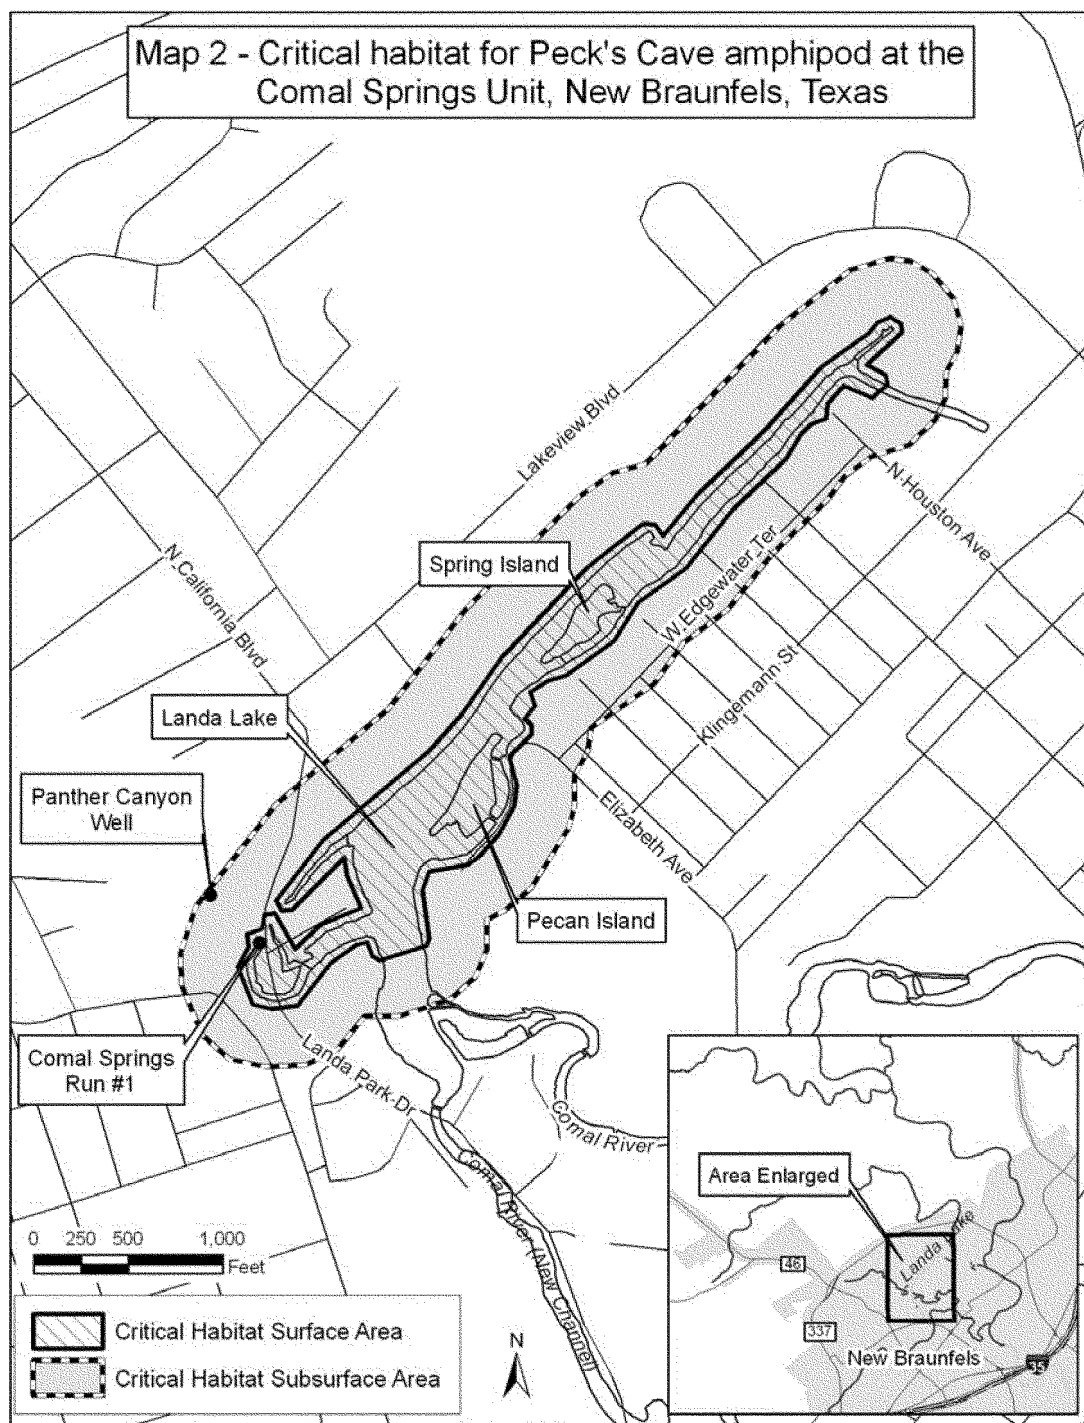 Map 2 - Critical habitat for Peck's Cave amphipod at the
Comal Springs Unit, New Braunfels, Texas
Lakeview Blvd
N Houston Ave
Spring Island
N California Blvd
W Edgewater Ter
Klingemann St
Landa Lake
Panther Canyon
Well
Elizabeth Ave
Pecan Island
Comal Springs
Run #1
Landa Park Dr
Comal River
Comal River (New Channel)
Area Enlarged
Landa Lake
46
337
New Braunfels
35
0 250 500 1,000
Feet
N
Critical Habitat Surface Area
Critical Habitat Subsurface Area